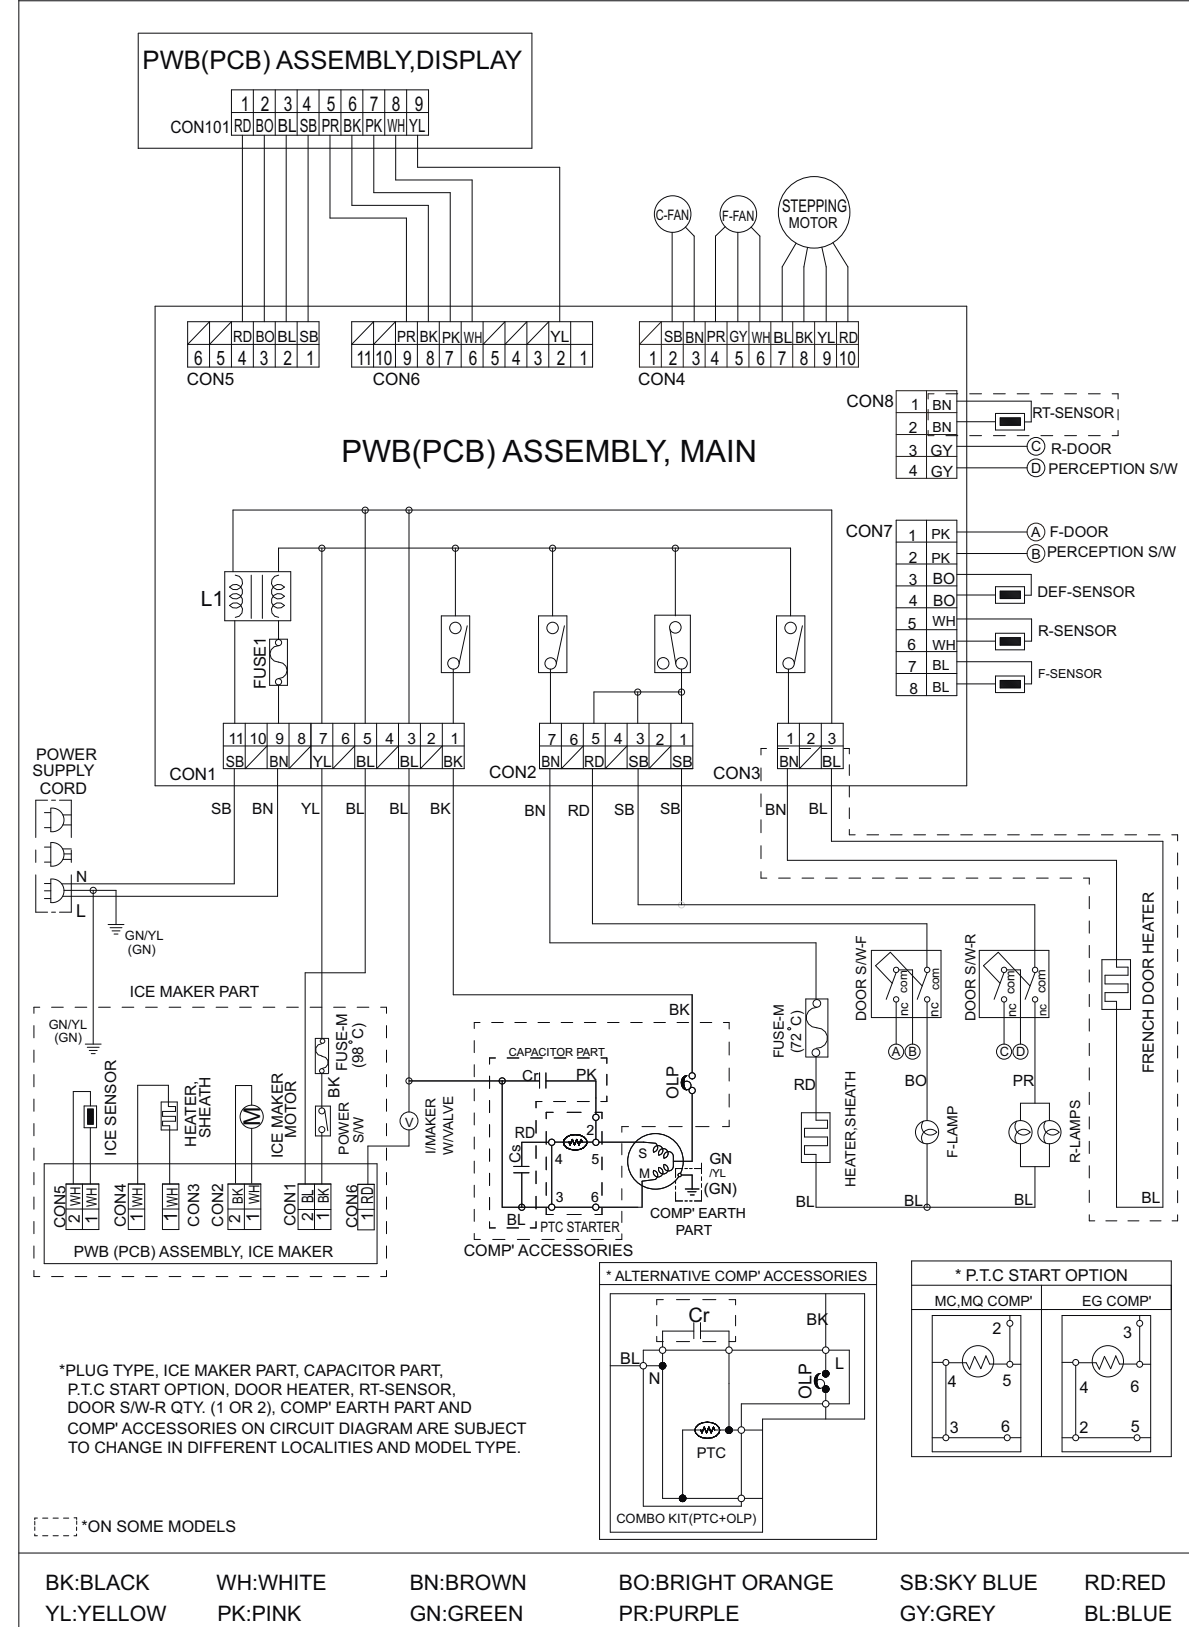 PWB(PCB) ASSEMBLY,DISPLAY
1 2 3 4 5 6 7 8 9
CON101 RD BO BL SB PR BK PK WH YL
C-FAN
F-FAN
STEPPING
MOTOR
RD BO BL SB
6 5 4 3 2 1
CON5
PR BK PK WH YL
11 10 9 8 7 6 5 4 3 2 1
CON6
SB BN PR GY WH BL BK YL RD
1 2 3 4 5 6 7 8 9 10
CON4
PWB(PCB) ASSEMBLY, MAIN
CON8
1 BN
2 BN
3 GY
4 GY
RT-SENSOR
C R-DOOR
D PERCEPTION S/W
CON7
1 PK
2 PK
3 BO
4 BO
5 WH
6 WH
7 BL
8 BL
A F-DOOR
B PERCEPTION S/W
DEF-SENSOR
R-SENSOR
F-SENSOR
L1
FUSE1
11 10 9 8 7 6 5 4 3 2 1
SB BN YL BL BL BK
CON1
7 6 5 4 3 2 1
BN RD SB SB
CON2
1 2 3
BN BL
CON3
SB BN YL BL BL BK
BN RD SB SB
BN BL
POWER
SUPPLY
CORD
N
L
GN/YL
(GN)
ICE MAKER PART
GN/YL
(GN)
ICE SENSOR
HEATER,
SHEATH
M
ICE MAKER
MOTOR
FUSE-M
(98˚C)
BK
POWER
S/W
V
I/MAKER
W/VALVE
CON5
2 WH
1 WH
CON4
1 WH
1 WH
CON3
CON2
2 BK
1 WH
CON1
2 BL
1 BK
CON6
1 RD
PWB (PCB) ASSEMBLY, ICE MAKER
CAPACITOR PART
Cr
PK
RD
Cs
2
4 5
3 6
BL
PTC STARTER
COMP' ACCESSORIES
BK
OLP
S
M
GN
/YL
(GN)
COMP' EARTH
PART
FUSE-M
(72˚C)
RD
HEATER,SHEATH
BL
DOOR S/W-F
nc com
nc com
A B
BO
F-LAMP
BL
DOOR S/W-R
nc com
nc com
C D
PR
R-LAMPS
BL
FRENCH DOOR HEATER
BL
* ALTERNATIVE COMP' ACCESSORIES
Cr
BK
BL
N
L
OLP
PTC
COMBO KIT(PTC+OLP)
* P.T.C START OPTION
MC,MQ COMP'
EG COMP'
2
4 5
3 6
3
4 6
2 5
*PLUG TYPE, ICE MAKER PART, CAPACITOR PART,
P.T.C START OPTION, DOOR HEATER, RT-SENSOR,
DOOR S/W-R QTY. (1 OR 2), COMP' EARTH PART AND
COMP' ACCESSORIES ON CIRCUIT DIAGRAM ARE SUBJECT
TO CHANGE IN DIFFERENT LOCALITIES AND MODEL TYPE.
*ON SOME MODELS
BK:BLACK WH:WHITE BN:BROWN BO:BRIGHT ORANGE SB:SKY BLUE RD:RED
YL:YELLOW PK:PINK GN:GREEN PR:PURPLE GY:GREY BL:BLUE